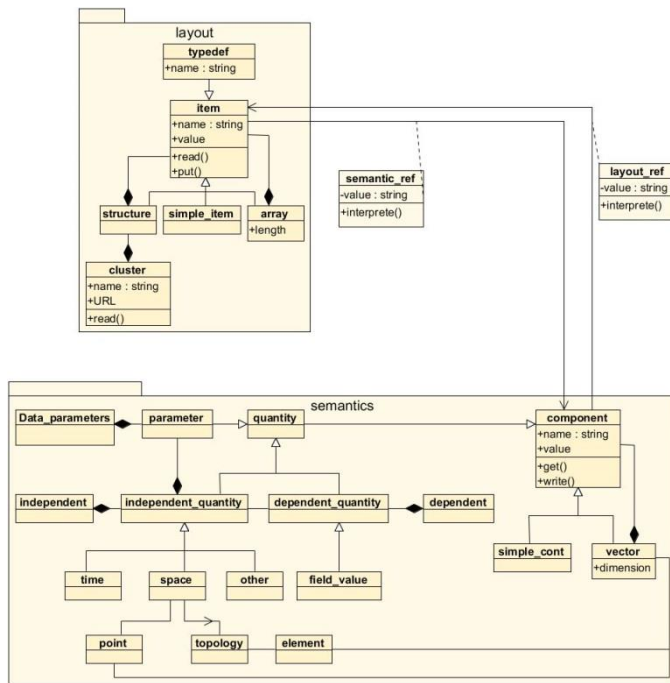 layout
typedef
+name : string
item
+name : string
+value
+read()
+put()
semantic_ref
-value : string
+interprete()
layout_ref
-value : string
+interprete()
structure
simple_item
array
+length
cluster
+name : string
+URL
+read()
semantics
Data_parameters
parameter
quantity
component
+name : string
+value
+get()
+write()
independent
independent_quantity
dependent_quantity
dependent
simple_cont
vector
+dimension
time
space
other
field_value
point
topology
element